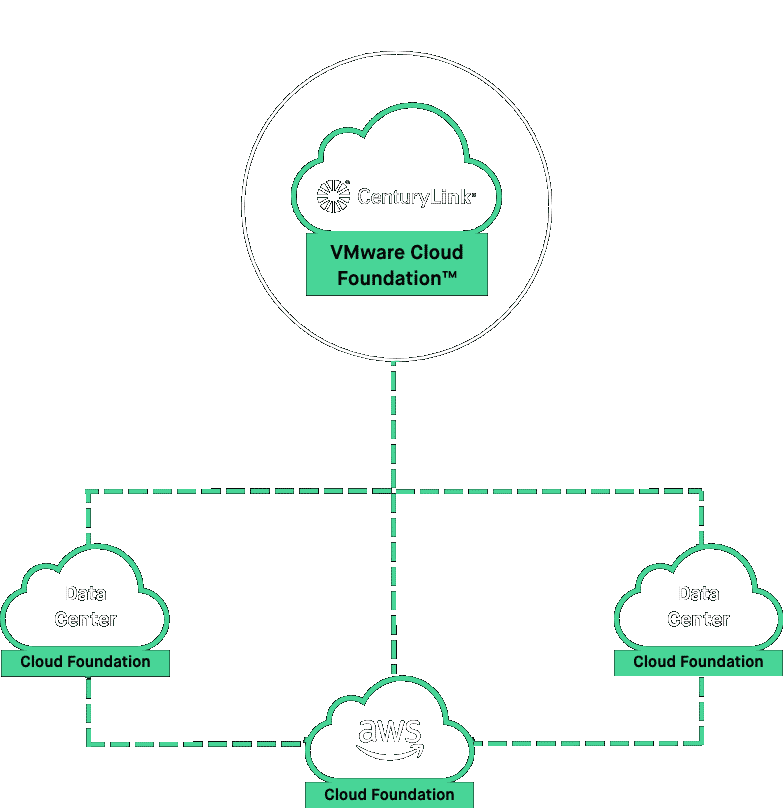 CenturyLink®
VMware Cloud
Foundation™
Data
Center
Cloud Foundation
Data
Center
Cloud Foundation
aws
Cloud Foundation